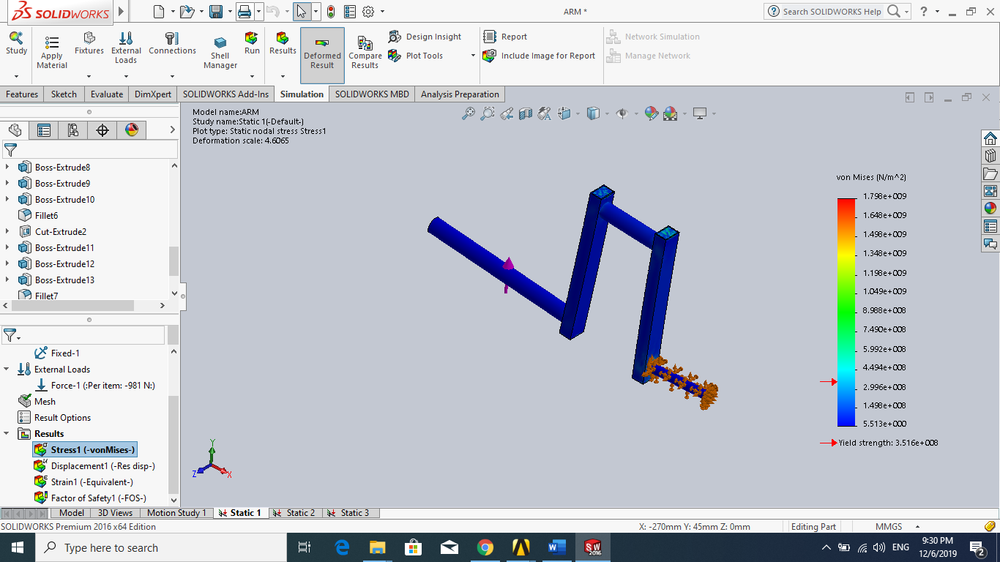 SOLIDWORKS
ARM *
Search SOLIDWORKS Help
?
Study
Apply Material
Fixtures
External Loads
Connections
Shell Manager
Run
Results
Deformed Result
Compare Results
Design Insight
Plot Tools
Report
Include Image for Report
Network Simulation
Manage Network
Features
Sketch
Evaluate
DimXpert
SOLIDWORKS Add-Ins
Simulation
SOLIDWORKS MBD
Analysis Preparation
Model name:ARM
Study name:Static 1(-Default-)
Plot type: Static nodal stress Stress1
Deformation scale: 4.6065
Boss-Extrude8
Boss-Extrude9
Boss-Extrude10
Fillet6
Cut-Extrude2
Boss-Extrude11
Boss-Extrude12
Boss-Extrude13
Fillet7
Fixed-1
External Loads
Force-1 (:Per item: -981 N:)
Mesh
Result Options
Results
Stress1 (-vonMises-)
Displacement1 (-Res disp-)
Strain1 (-Equivalent-)
Factor of Safety1 (-FOS-)
von Mises (N/m^2)
1.798e+009
1.648e+009
1.498e+009
1.348e+009
1.198e+009
1.049e+009
8.988e+008
7.490e+008
5.992e+008
4.494e+008
2.996e+008
1.498e+008
5.513e+000
Yield strength: 3.516e+008
Y
Z
X
Model
3D Views
Motion Study 1
Static 1
Static 2
Static 3
SOLIDWORKS Premium 2016 x64 Edition
X: -270mm Y: 45mm Z: 0mm
Editing Part
MMGS
Type here to search
SW
2016
ENG
9:30 PM
12/6/2019
2